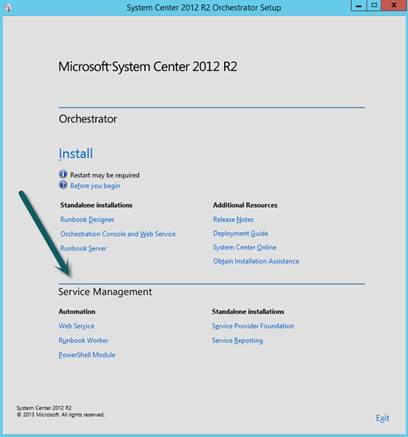 System Center 2012 R2 Orchestrator Setup
Microsoft® System Center 2012 R2
Orchestrator
Install
Restart may be required
Before you begin
Standalone installations
Runbook Designer
Orchestration Console and Web Service
Runbook Server
Additional Resources
Release Notes
Deployment Guide
System Center Online
Obtain Installation Assistance
Service Management
Automation
Web Service
Runbook Worker
PowerShell Module
Standalone installations
Service Provider Foundation
Service Reporting
System Center 2012 R2
© 2013 Microsoft. All rights reserved.
Exit